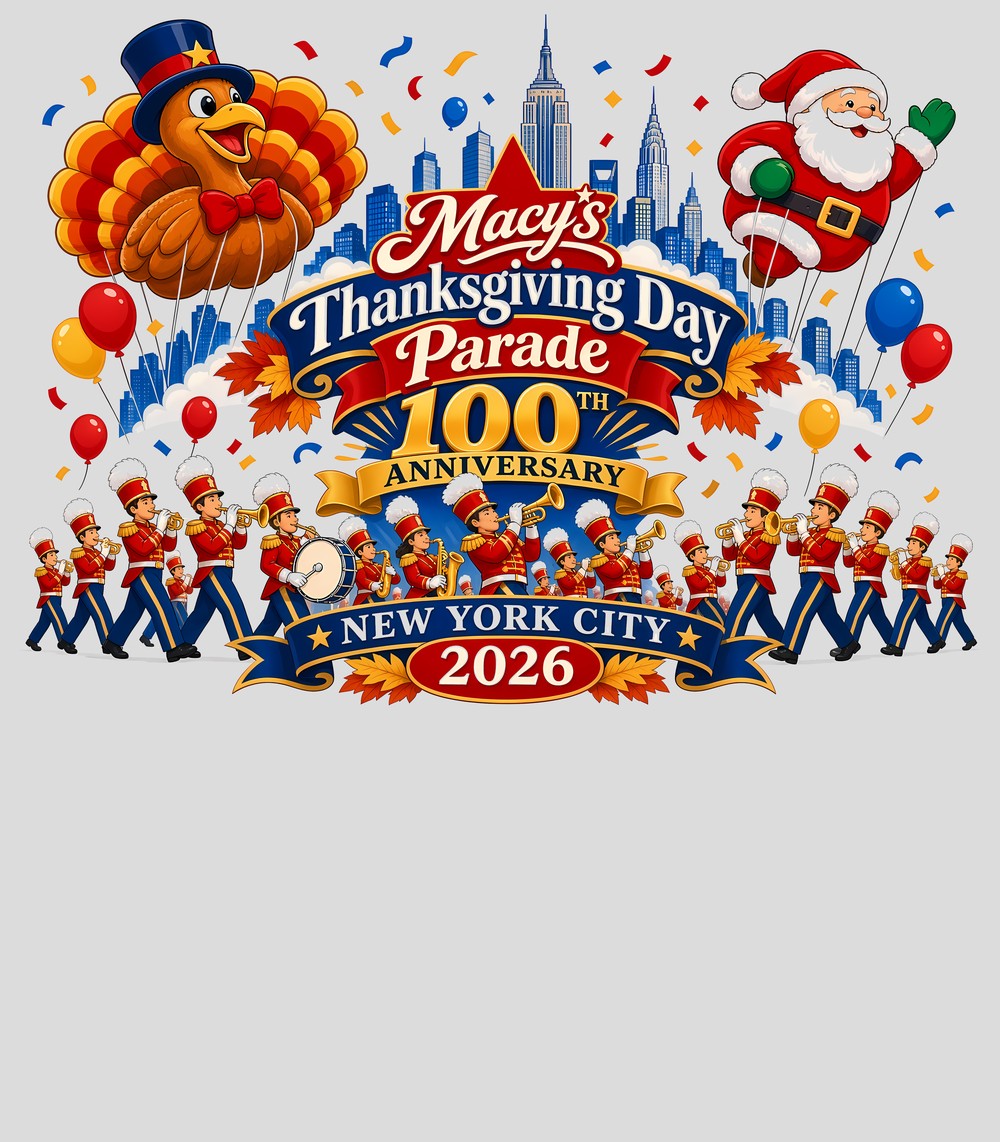 Macy's
Thanksgiving Day
Parade
100TH
ANNIVERSARY
NEW YORK CITY
2026